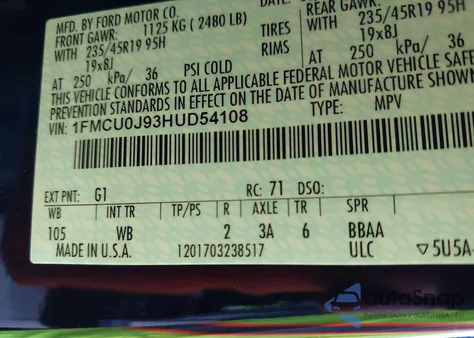 MFD. BY FORD MOTOR CO.
DATE:
FRONT GAWR: 1125 KG ( 2480 LB)
REAR GAWR:
WITH 235/45R19 95H TIRES 235/45R19 95H
19x8J RIMS 19x8J
AT 250 kPa/ 36 PSI COLD AT 250 kPa/ 36
THIS VEHICLE CONFORMS TO ALL APPLICABLE FEDERAL MOTOR VEHICLE SAFE
PREVENTION STANDARDS IN EFFECT ON THE DATE OF MANUFACTURE SHOW
VIN: 1FMCU0J93HUD54108 TYPE: MPV
EXT PNT: G1 RC: 71 DSO:
WB INT TR TP/PS R AXLE TR SPR
105 WB 2 3A 6 BBAA
MADE IN U.S.A. 1201703238517 ULC ▽5U5A
autoSnap